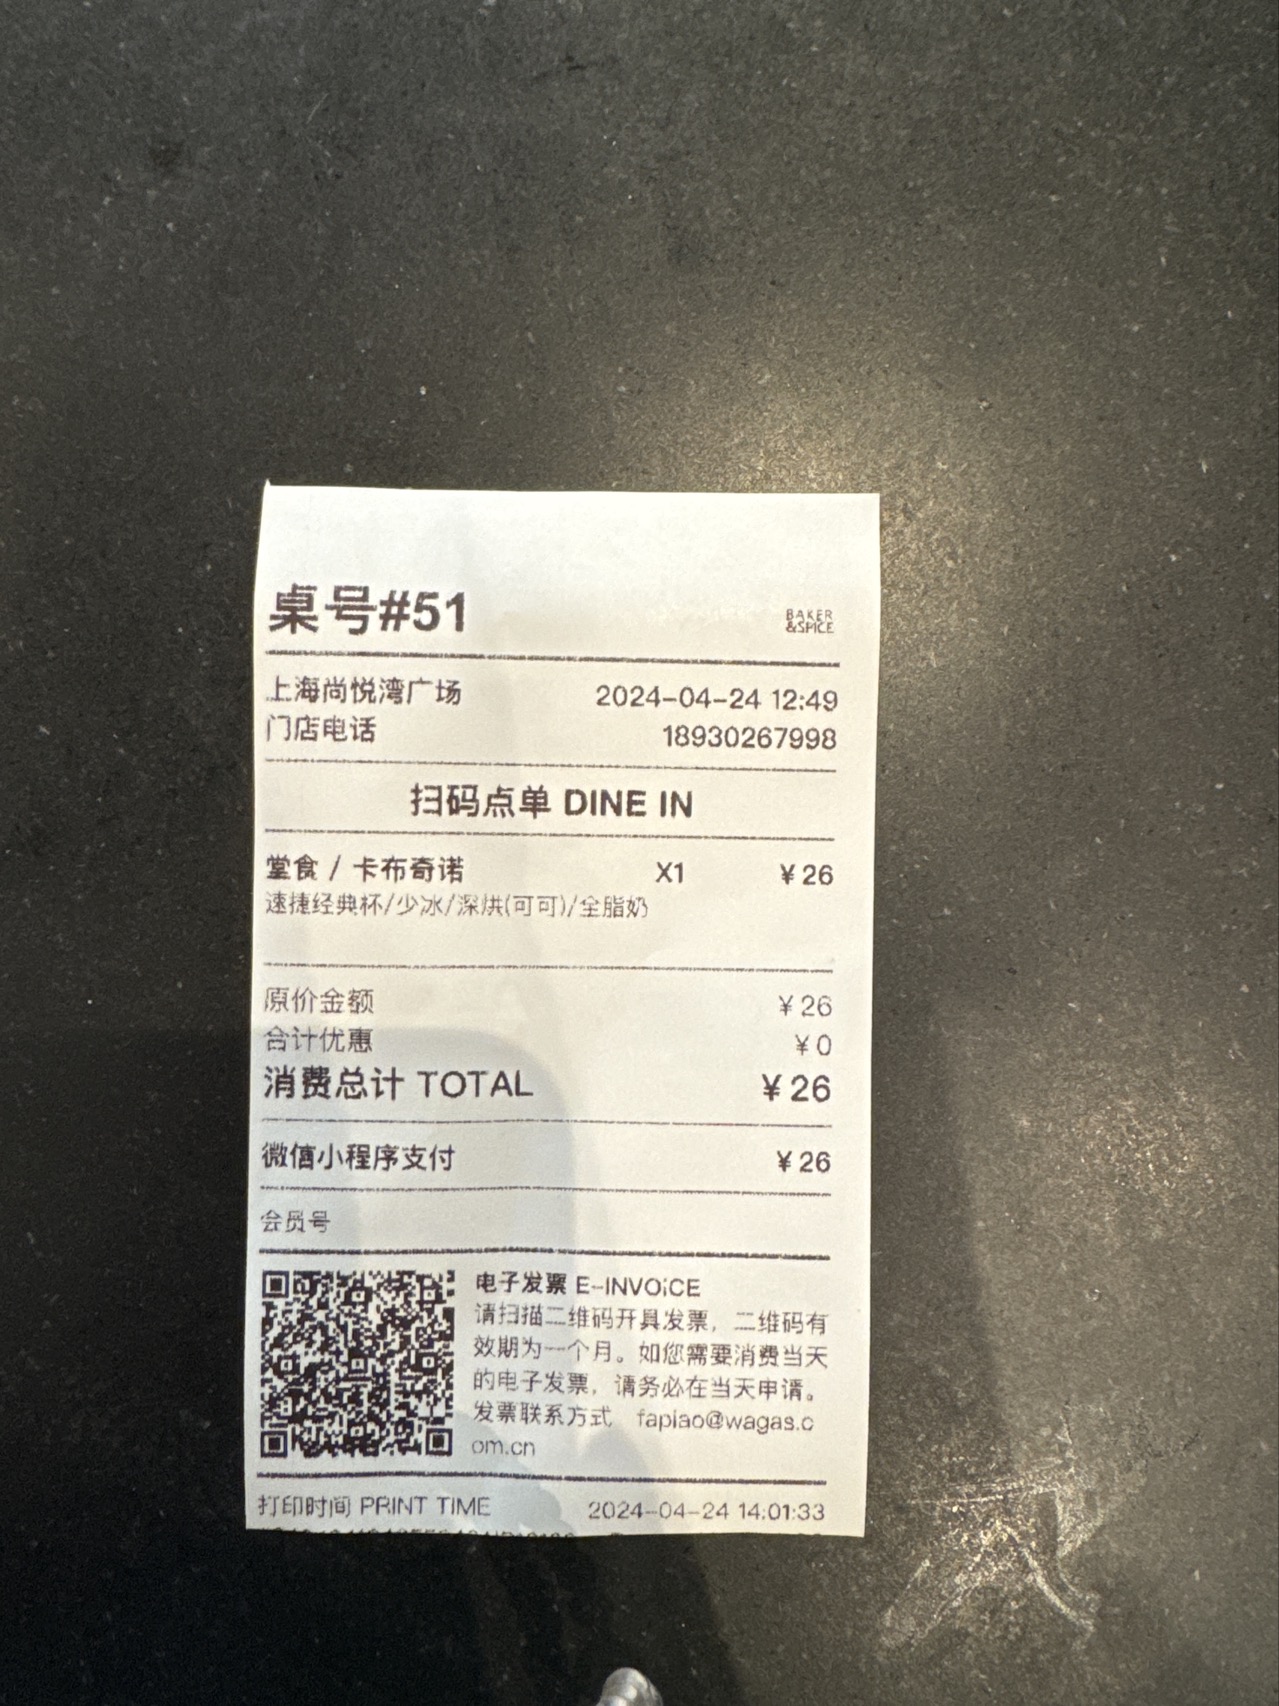 桌号#51
BAKER
&SPICE
上海尚悦湾广场 2024-04-24 12:49
门店电话 18930267998
扫码点单 DINE IN
堂食 / 卡布奇诺 X1 ¥26
速捷经典杯/少冰/深烘(可可)/全脂奶
原价金额 ¥26
合计优惠 ¥0
消费总计 TOTAL ¥26
微信小程序支付 ¥26
会员号
电子发票 E-INVOiCE
请扫描二维码开具发票，二维码有
效期为一个月。如您需要消费当天
的电子发票，请务必在当天申请。
发票联系方式 fapiao@wagas.c
om.cn
打印时间 PRINT TIME 2024-04-24 14:01:33